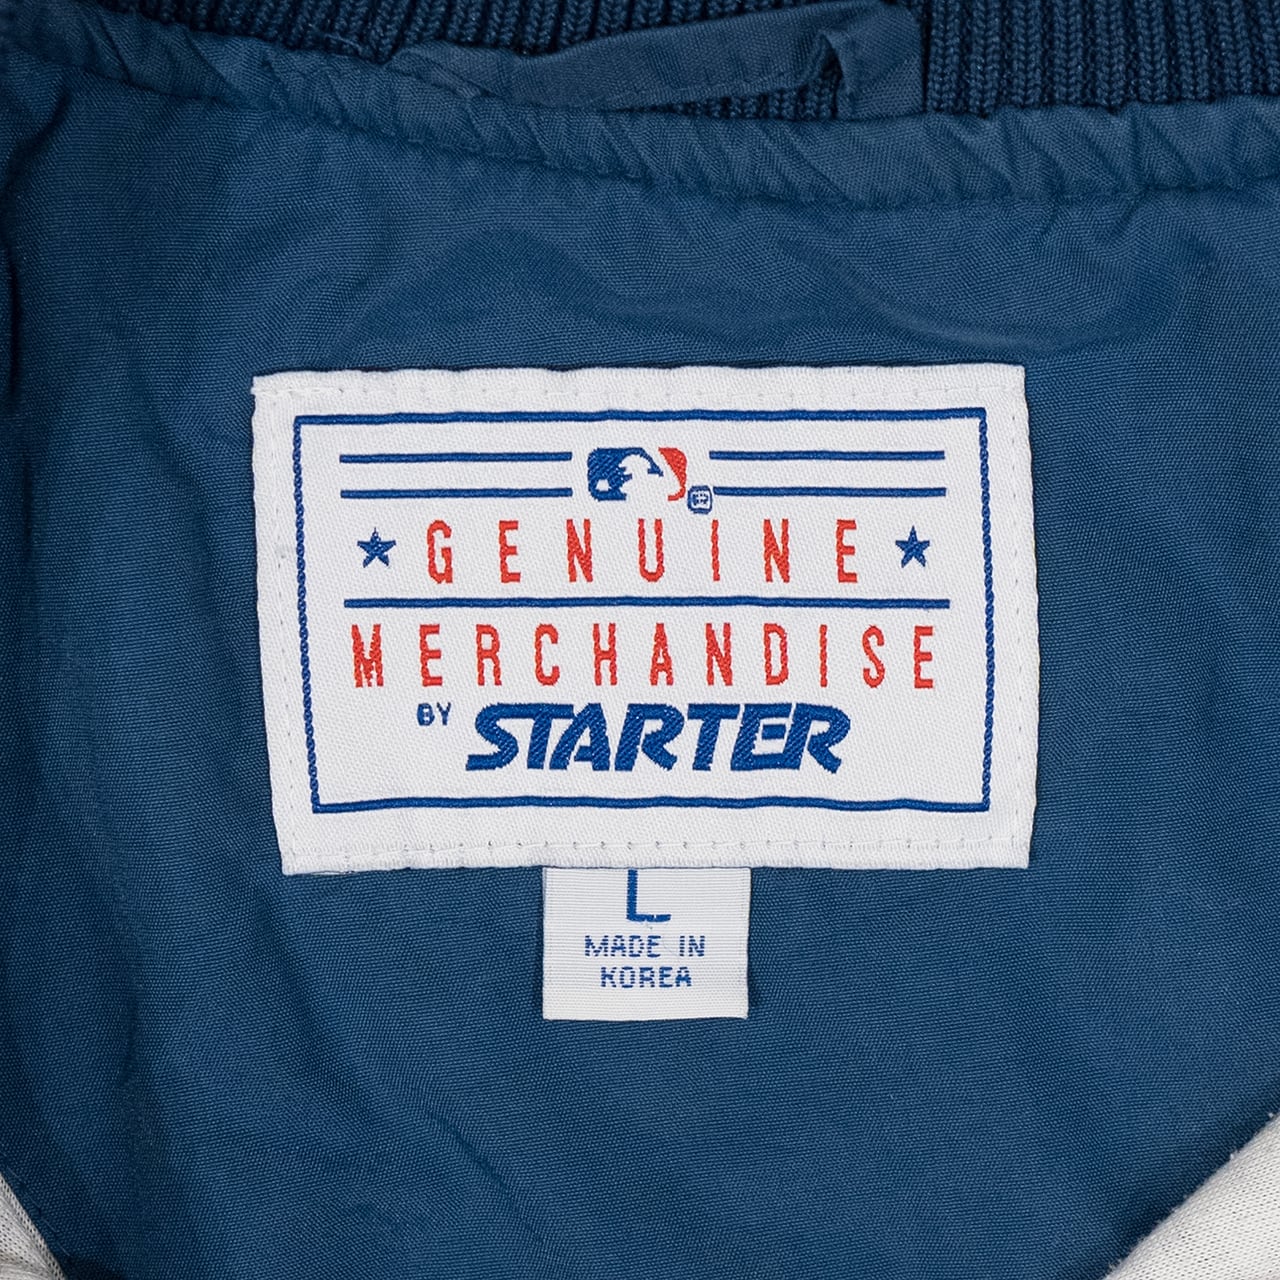 GENUINE
MERCHANDISE
BY STARTER
L
MADE IN
KOREA